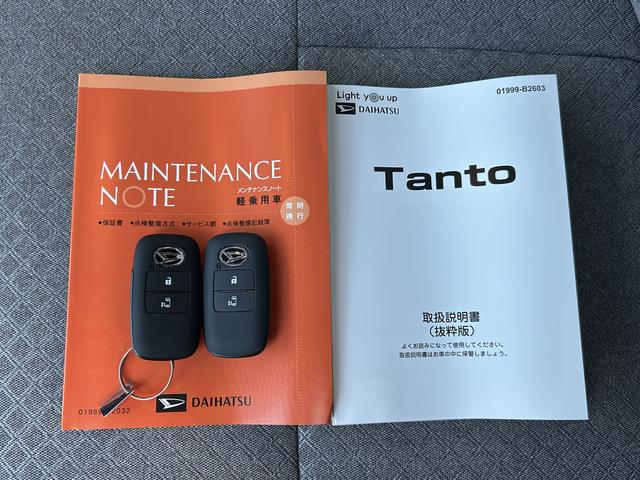 MAINTENANCE
NOTE
メンテナンスノート
軽乗用車
常時
携行
●保証書 ●点検整備方式 ●サービス網 ●点検整備記録簿
DAIHATSU
Light you up
DAIHATSU
01999-B2603
Tanto
取扱説明書
（抜粋版）
よくお読みになって使用してください。
取扱説明書はお車の中に保管しましょう。